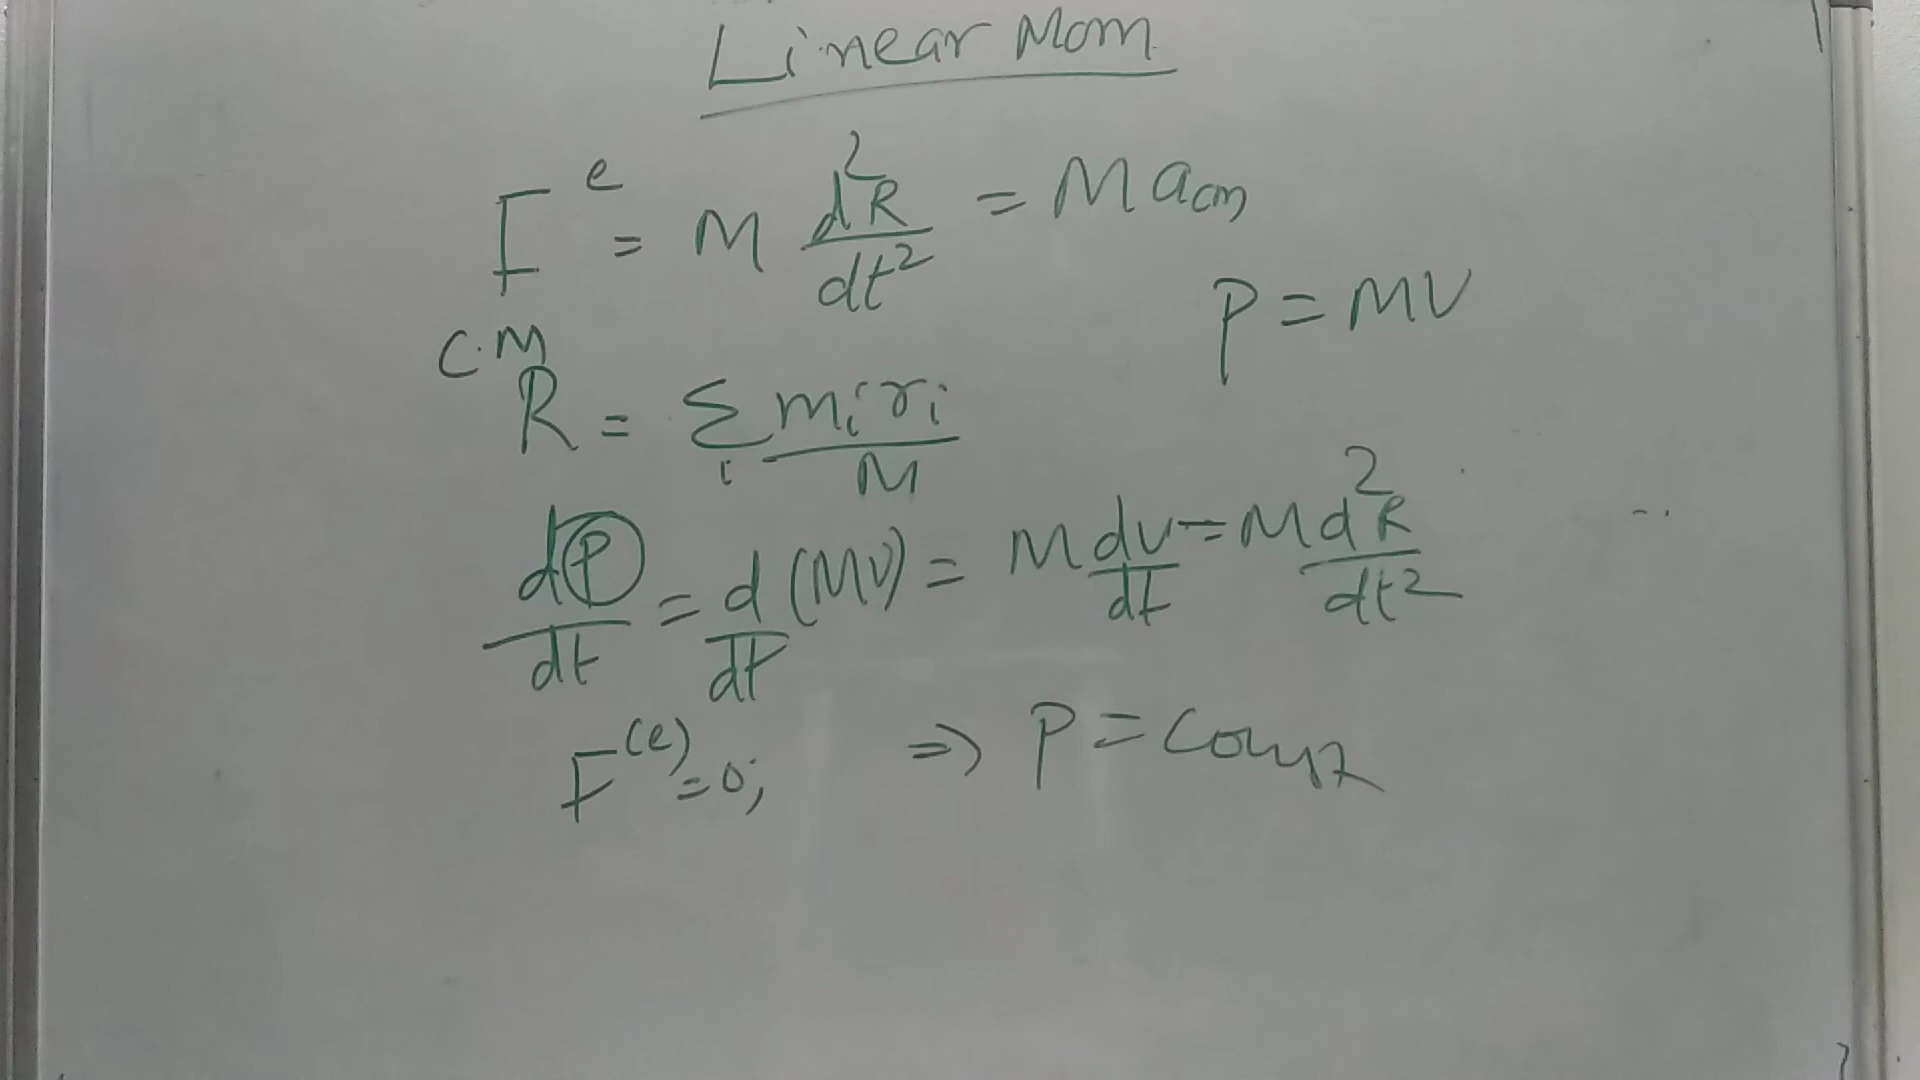 Linear Mom
F^e = M d²R/dt² = M a_cm
P = MV
C.M
R = Σ_i m_i r_i / M
dP/dt = d/dt (MV) = M dv/dt = M d²R/dt²
F^(e) = 0; ⇒ P = Const